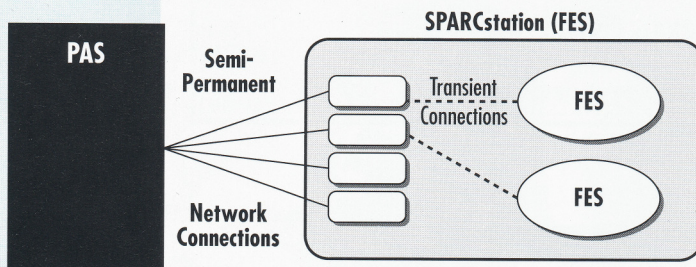 SPARCstation (FES)
PAS
Semi-
Permanent
Transient
Connections
FES
FES
Network
Connections